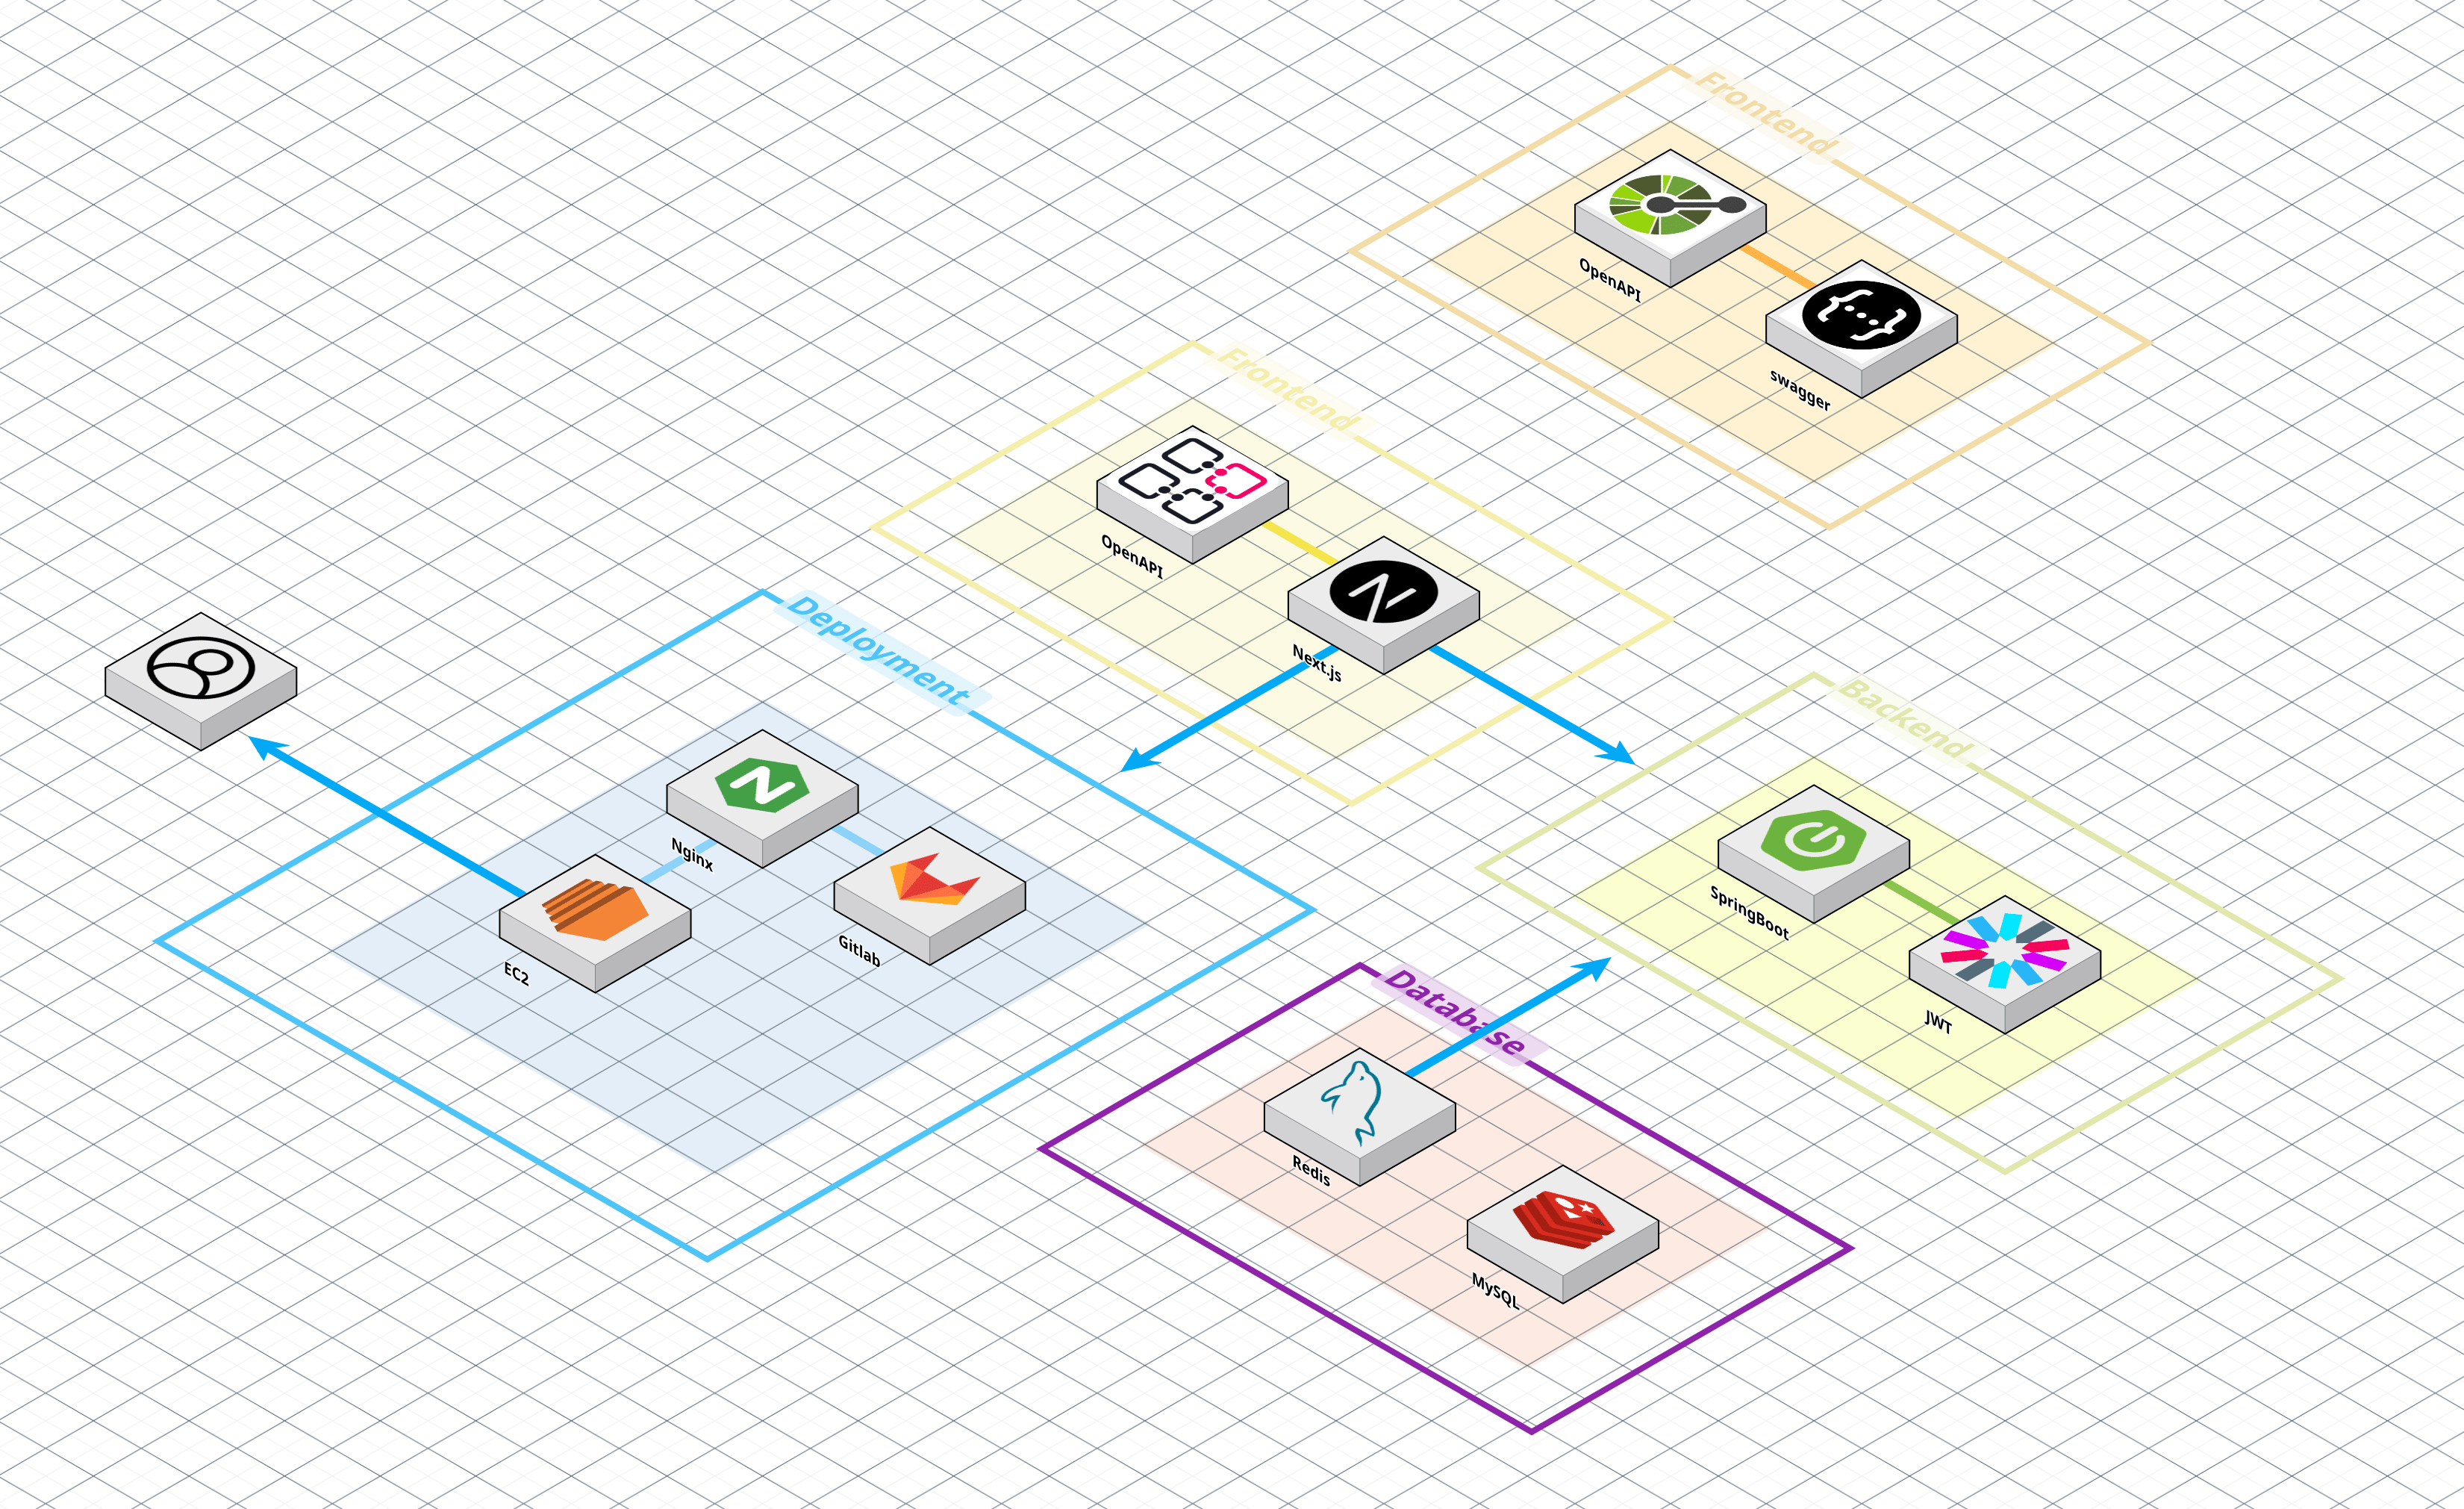 Frontend
OpenAPI
swagger
Frontend
OpenAPI
Next.js
Deployment
Nginx
Gitlab
EC2
Backend
SpringBoot
JWT
Database
Redis
MySQL